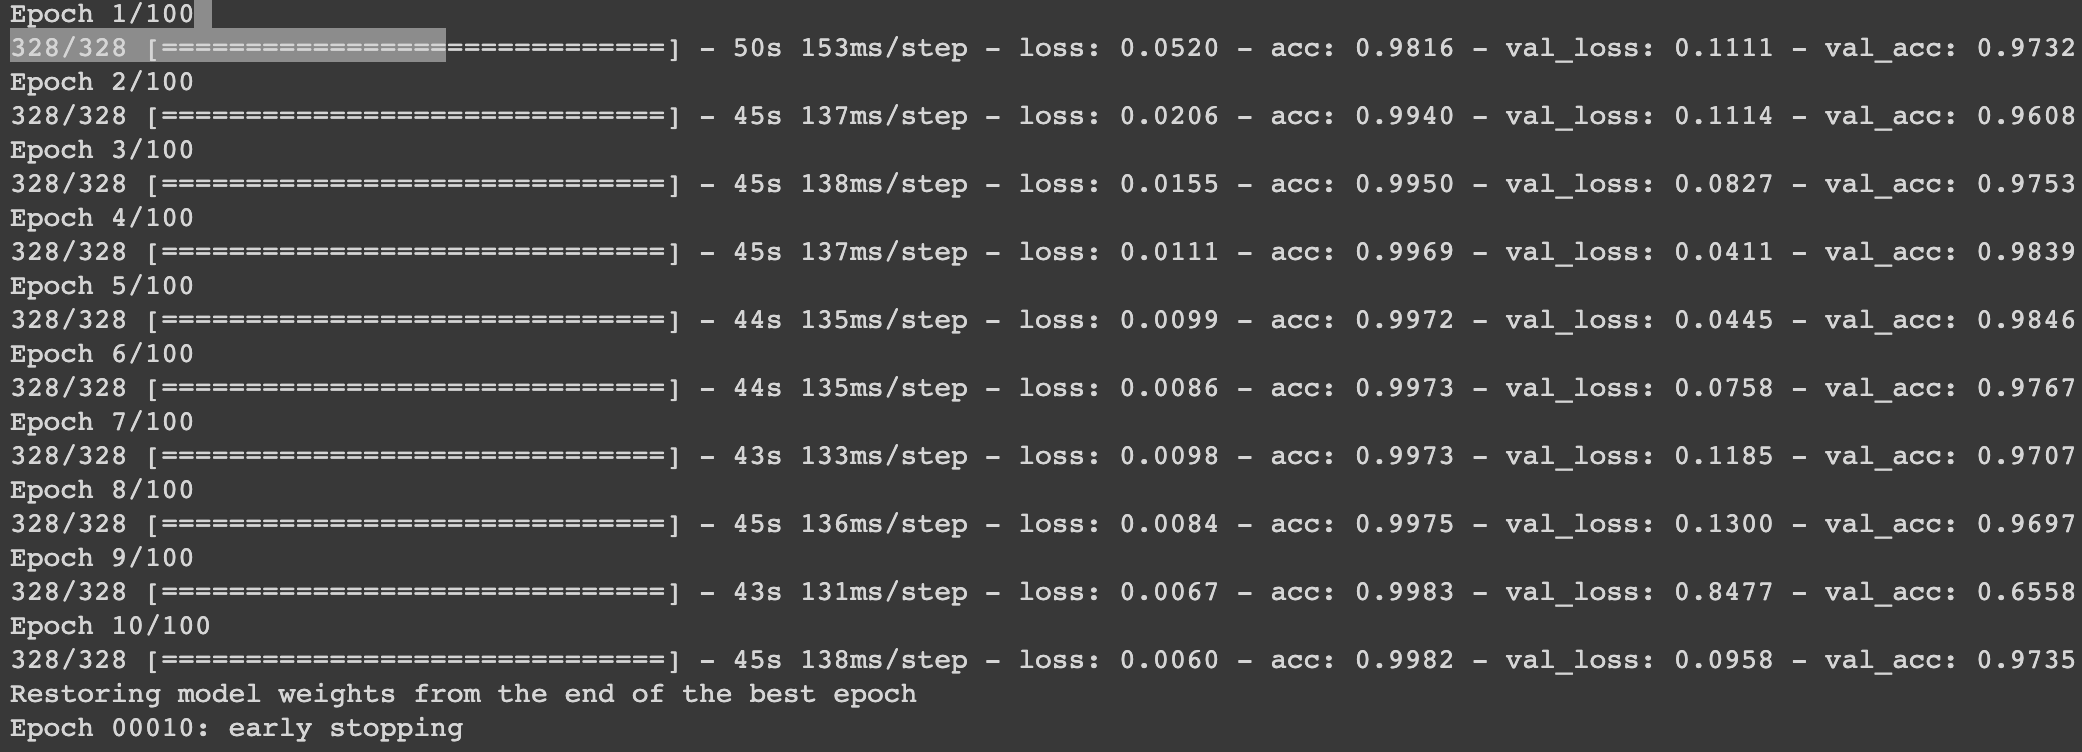 Epoch 1/100
328/328 [==============================] - 50s 153ms/step - loss: 0.0520 - acc: 0.9816 - val_loss: 0.1111 - val_acc: 0.9732
Epoch 2/100
328/328 [==============================] - 45s 137ms/step - loss: 0.0206 - acc: 0.9940 - val_loss: 0.1114 - val_acc: 0.9608
Epoch 3/100
328/328 [==============================] - 45s 138ms/step - loss: 0.0155 - acc: 0.9950 - val_loss: 0.0827 - val_acc: 0.9753
Epoch 4/100
328/328 [==============================] - 45s 137ms/step - loss: 0.0111 - acc: 0.9969 - val_loss: 0.0411 - val_acc: 0.9839
Epoch 5/100
328/328 [==============================] - 44s 135ms/step - loss: 0.0099 - acc: 0.9972 - val_loss: 0.0445 - val_acc: 0.9846
Epoch 6/100
328/328 [==============================] - 44s 135ms/step - loss: 0.0086 - acc: 0.9973 - val_loss: 0.0758 - val_acc: 0.9767
Epoch 7/100
328/328 [==============================] - 43s 133ms/step - loss: 0.0098 - acc: 0.9973 - val_loss: 0.1185 - val_acc: 0.9707
Epoch 8/100
328/328 [==============================] - 45s 136ms/step - loss: 0.0084 - acc: 0.9975 - val_loss: 0.1300 - val_acc: 0.9697
Epoch 9/100
328/328 [==============================] - 43s 131ms/step - loss: 0.0067 - acc: 0.9983 - val_loss: 0.8477 - val_acc: 0.6558
Epoch 10/100
328/328 [==============================] - 45s 138ms/step - loss: 0.0060 - acc: 0.9982 - val_loss: 0.0958 - val_acc: 0.9735
Restoring model weights from the end of the best epoch
Epoch 00010: early stopping